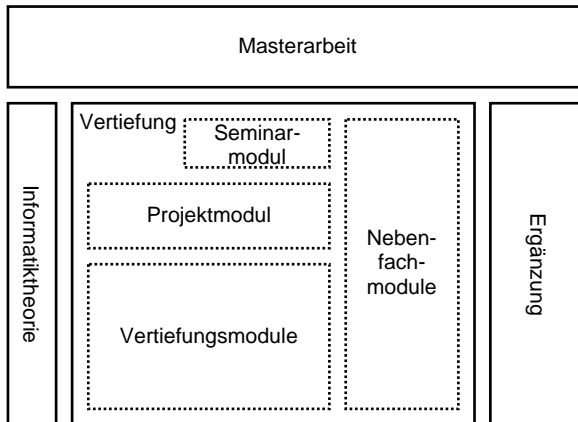 Masterarbeit
Informatiktheorie
Vertiefung
Seminar-
modul
Projektmodul
Vertiefungsmodule
Neben-
fach-
module
Ergänzung